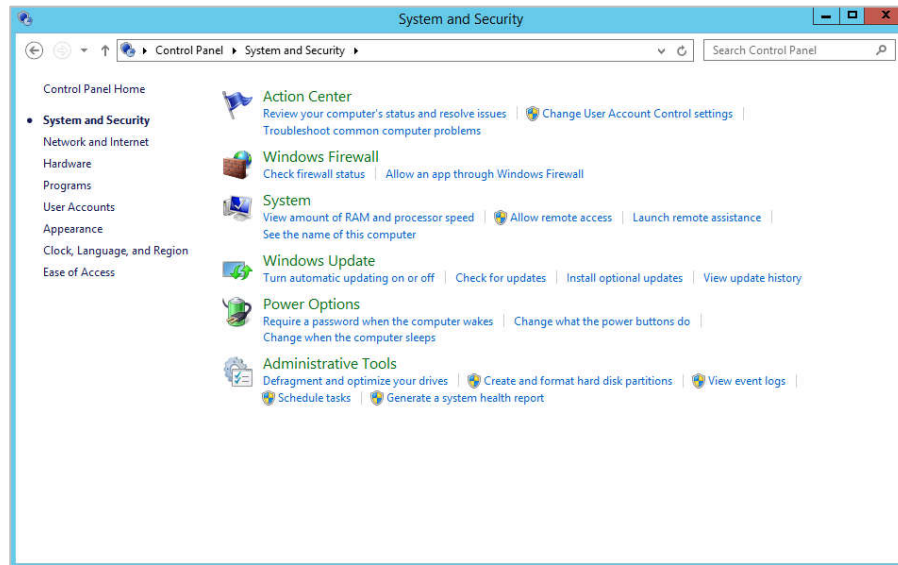 System and Security
Control Panel System and Security
Search Control Panel
Control Panel Home
System and Security
Network and Internet
Hardware
Programs
User Accounts
Appearance
Clock, Language, and Region
Ease of Access
Action Center
Review your computer's status and resolve issues Change User Account Control settings
Troubleshoot common computer problems
Windows Firewall
Check firewall status Allow an app through Windows Firewall
System
View amount of RAM and processor speed Allow remote access Launch remote assistance
See the name of this computer
Windows Update
Turn automatic updating on or off Check for updates Install optional updates View update history
Power Options
Require a password when the computer wakes Change what the power buttons do
Change when the computer sleeps
Administrative Tools
Defragment and optimize your drives Create and format hard disk partitions View event logs
Schedule tasks Generate a system health report